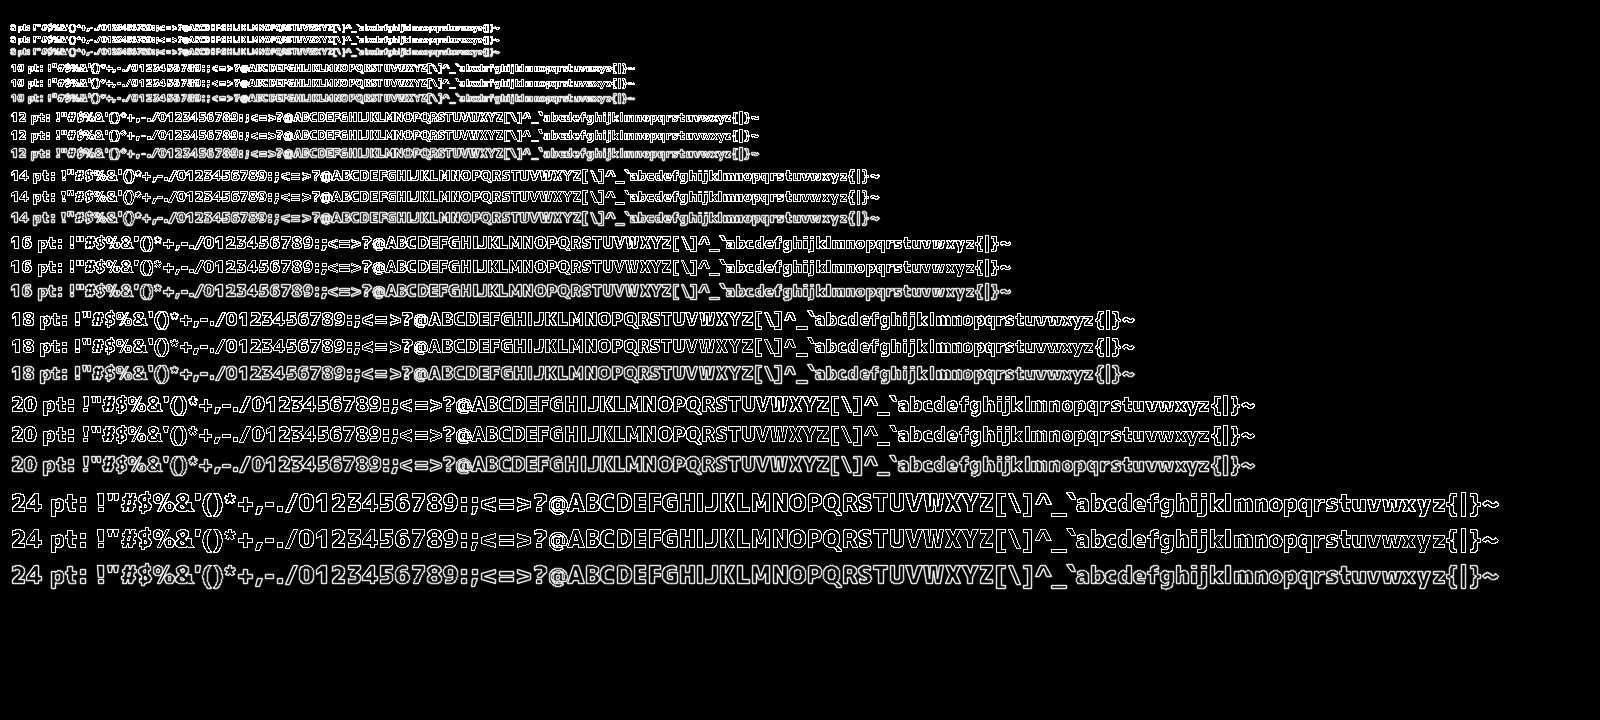 8 pt: !"#$%&'()*+,-./0123456789:;<=>?@ABCDEFGHIJKLMNOPQRSTUVWXYZ[\]^_`abcdefghijklmnopqrstuvwxyz{|}~
8 pt: !"#$%&'()*+,-./0123456789:;<=>?@ABCDEFGHIJKLMNOPQRSTUVWXYZ[\]^_`abcdefghijklmnopqrstuvwxyz{|}~
8 pt: !"#$%&'()*+,-./0123456789:;<=>?@ABCDEFGHIJKLMNOPQRSTUVWXYZ[\]^_`abcdefghijklmnopqrstuvwxyz{|}~
10 pt: !"#$%&'()*+,-./0123456789:;<=>?@ABCDEFGHIJKLMNOPQRSTUVWXYZ[\]^_`abcdefghijklmnopqrstuvwxyz{|}~
10 pt: !"#$%&'()*+,-./0123456789:;<=>?@ABCDEFGHIJKLMNOPQRSTUVWXYZ[\]^_`abcdefghijklmnopqrstuvwxyz{|}~
10 pt: !"#$%&'()*+,-./0123456789:;<=>?@ABCDEFGHIJKLMNOPQRSTUVWXYZ[\]^_`abcdefghijklmnopqrstuvwxyz{|}~
12 pt: !"#$%&'()*+,-./0123456789:;<=>?@ABCDEFGHIJKLMNOPQRSTUVWXYZ[\]^_`abcdefghijklmnopqrstuvwxyz{|}~
12 pt: !"#$%&'()*+,-./0123456789:;<=>?@ABCDEFGHIJKLMNOPQRSTUVWXYZ[\]^_`abcdefghijklmnopqrstuvwxyz{|}~
12 pt: !"#$%&'()*+,-./0123456789:;<=>?@ABCDEFGHIJKLMNOPQRSTUVWXYZ[\]^_`abcdefghijklmnopqrstuvwxyz{|}~
14 pt: !"#$%&'()*+,-./0123456789:;<=>?@ABCDEFGHIJKLMNOPQRSTUVWXYZ[\]^_`abcdefghijklmnopqrstuvwxyz{|}~
14 pt: !"#$%&'()*+,-./0123456789:;<=>?@ABCDEFGHIJKLMNOPQRSTUVWXYZ[\]^_`abcdefghijklmnopqrstuvwxyz{|}~
14 pt: !"#$%&'()*+,-./0123456789:;<=>?@ABCDEFGHIJKLMNOPQRSTUVWXYZ[\]^_`abcdefghijklmnopqrstuvwxyz{|}~
16 pt: !"#$%&'()*+,-./0123456789:;<=>?@ABCDEFGHIJKLMNOPQRSTUVWXYZ[\]^_`abcdefghijklmnopqrstuvwxyz{|}~
16 pt: !"#$%&'()*+,-./0123456789:;<=>?@ABCDEFGHIJKLMNOPQRSTUVWXYZ[\]^_`abcdefghijklmnopqrstuvwxyz{|}~
16 pt: !"#$%&'()*+,-./0123456789:;<=>?@ABCDEFGHIJKLMNOPQRSTUVWXYZ[\]^_`abcdefghijklmnopqrstuvwxyz{|}~
18 pt: !"#$%&'()*+,-./0123456789:;<=>?@ABCDEFGHIJKLMNOPQRSTUVWXYZ[\]^_`abcdefghijklmnopqrstuvwxyz{|}~
18 pt: !"#$%&'()*+,-./0123456789:;<=>?@ABCDEFGHIJKLMNOPQRSTUVWXYZ[\]^_`abcdefghijklmnopqrstuvwxyz{|}~
18 pt: !"#$%&'()*+,-./0123456789:;<=>?@ABCDEFGHIJKLMNOPQRSTUVWXYZ[\]^_`abcdefghijklmnopqrstuvwxyz{|}~
20 pt: !"#$%&'()*+,-./0123456789:;<=>?@ABCDEFGHIJKLMNOPQRSTUVWXYZ[\]^_`abcdefghijklmnopqrstuvwxyz{|}~
20 pt: !"#$%&'()*+,-./0123456789:;<=>?@ABCDEFGHIJKLMNOPQRSTUVWXYZ[\]^_`abcdefghijklmnopqrstuvwxyz{|}~
20 pt: !"#$%&'()*+,-./0123456789:;<=>?@ABCDEFGHIJKLMNOPQRSTUVWXYZ[\]^_`abcdefghijklmnopqrstuvwxyz{|}~
24 pt: !"#$%&'()*+,-./0123456789:;<=>?@ABCDEFGHIJKLMNOPQRSTUVWXYZ[\]^_`abcdefghijklmnopqrstuvwxyz{|}~
24 pt: !"#$%&'()*+,-./0123456789:;<=>?@ABCDEFGHIJKLMNOPQRSTUVWXYZ[\]^_`abcdefghijklmnopqrstuvwxyz{|}~
24 pt: !"#$%&'()*+,-./0123456789:;<=>?@ABCDEFGHIJKLMNOPQRSTUVWXYZ[\]^_`abcdefghijklmnopqrstuvwxyz{|}~